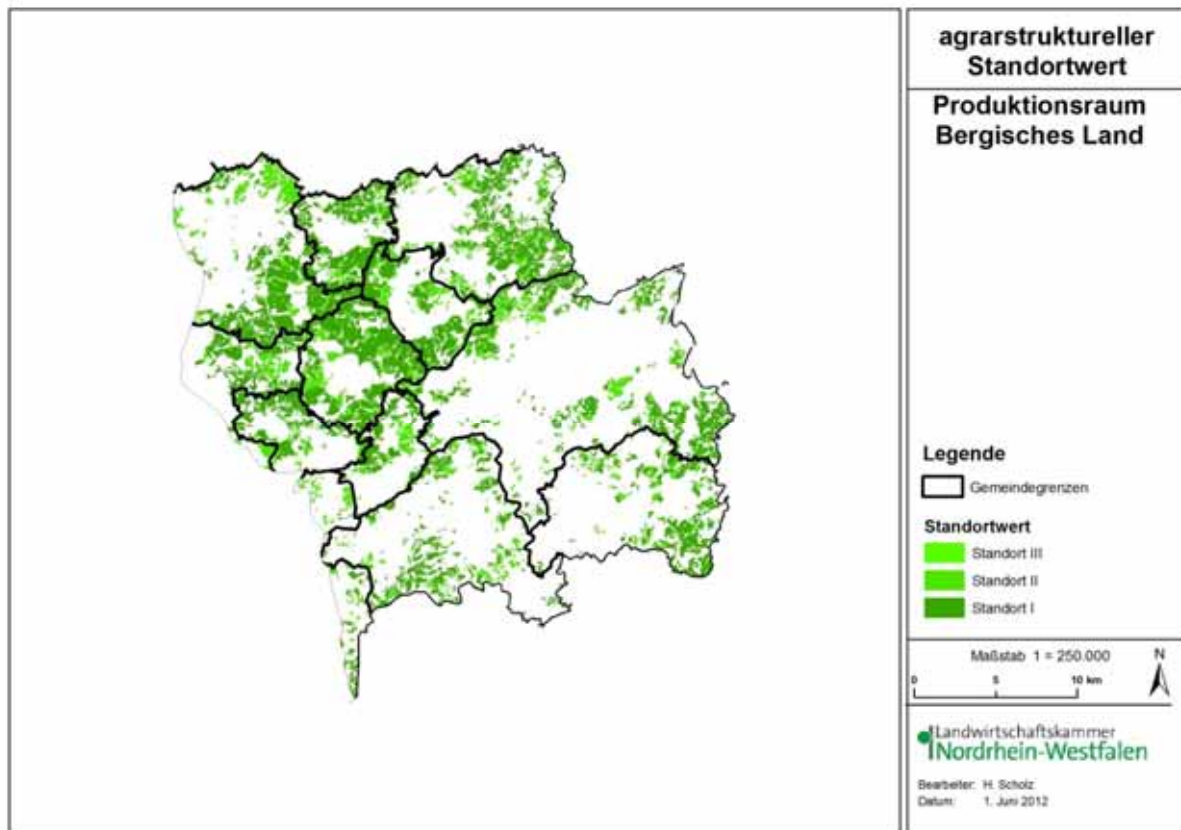 agrarstruktureller
Standortwert
Produktionsraum
Bergisches Land
Legende
Gemeindegrenzen
Standortwert
Standort III
Standort II
Standort I
Maßstab 1 = 250.000
N
0 5 10 km
Landwirtschaftskammer
Nordrhein-Westfalen
Bearbeiter: H. Scholz
Datum: 1. Juni 2012